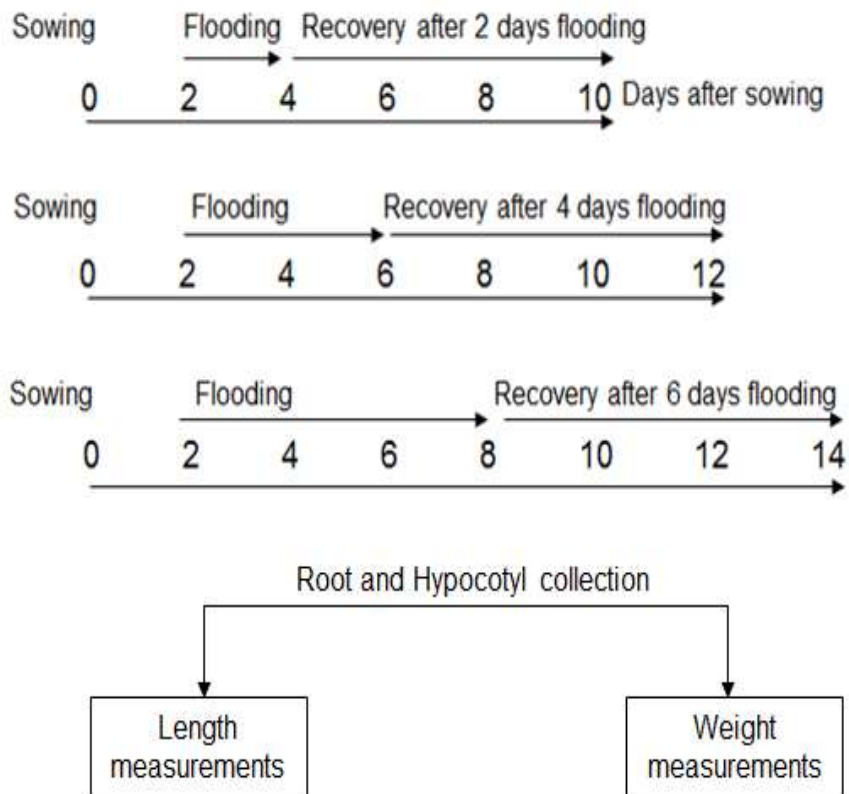 Sowing Flooding Recovery after 2 days flooding
0 2 4 6 8 10 Days after sowing
Sowing Flooding Recovery after 4 days flooding
0 2 4 6 8 10 12
Sowing Flooding Recovery after 6 days flooding
0 2 4 6 8 10 12 14
Root and Hypocotyl collection
Length
measurements
Weight
measurements